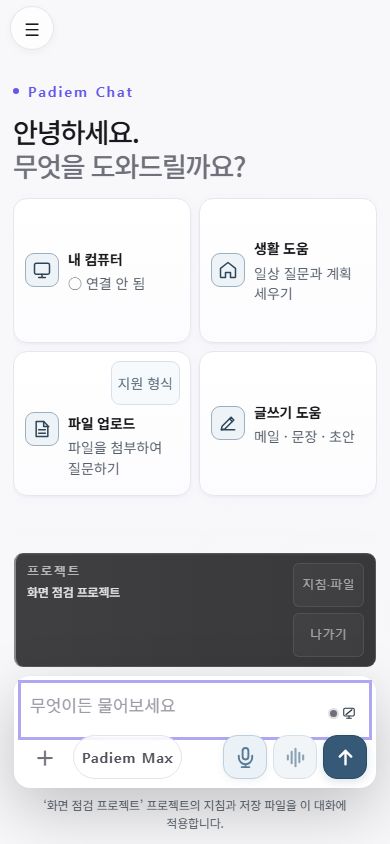 Padiem Chat
안녕하세요.
무엇을 도와드릴까요?
내 컴퓨터
연결 안 됨
생활 도움
일상 질문과 계획
세우기
지원 형식
파일 업로드
파일을 첨부하여
질문하기
글쓰기 도움
메일 · 문장 · 초안
프로젝트
화면 점검 프로젝트
지침·파일
나가기
무엇이든 물어보세요
Padiem Max
‘화면 점검 프로젝트’ 프로젝트의 지침과 저장 파일을 이 대화에
적용합니다.